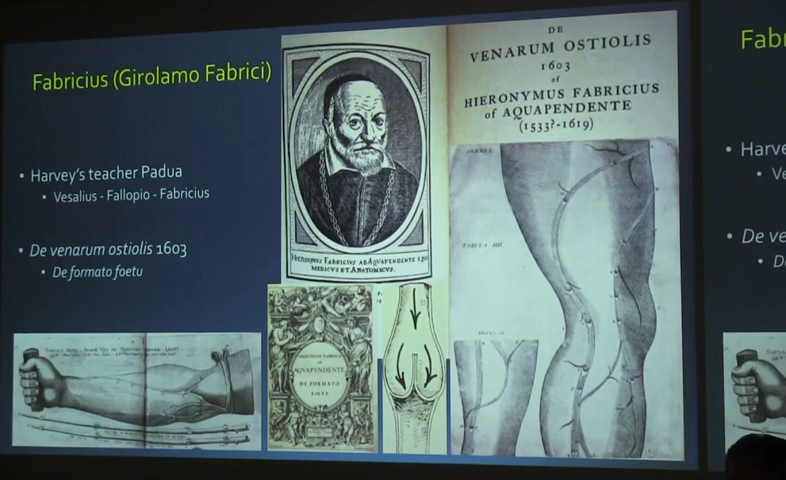 Fabricius (Girolamo Fabrici)
• Harvey's teacher Padua
• Vesalius - Fallopio - Fabricius
• De venarum ostiolis 1603
• De formato foetu
DE
VENARUM OSTIOLIS
1603
of
HIERONYMUS FABRICIUS
of AQUAPENDENTE
(1533?-1619)
HIERONYMUS FABRICIUS AB AQUAPENDENTE
MEDICUS ET ANATOMICUS.
HIERONYMI FABRICII
AQUAPENDENTE
DE FORMATO
FOETU
TABULA
Fabr
• Harve
• Ve
• De ve
• D